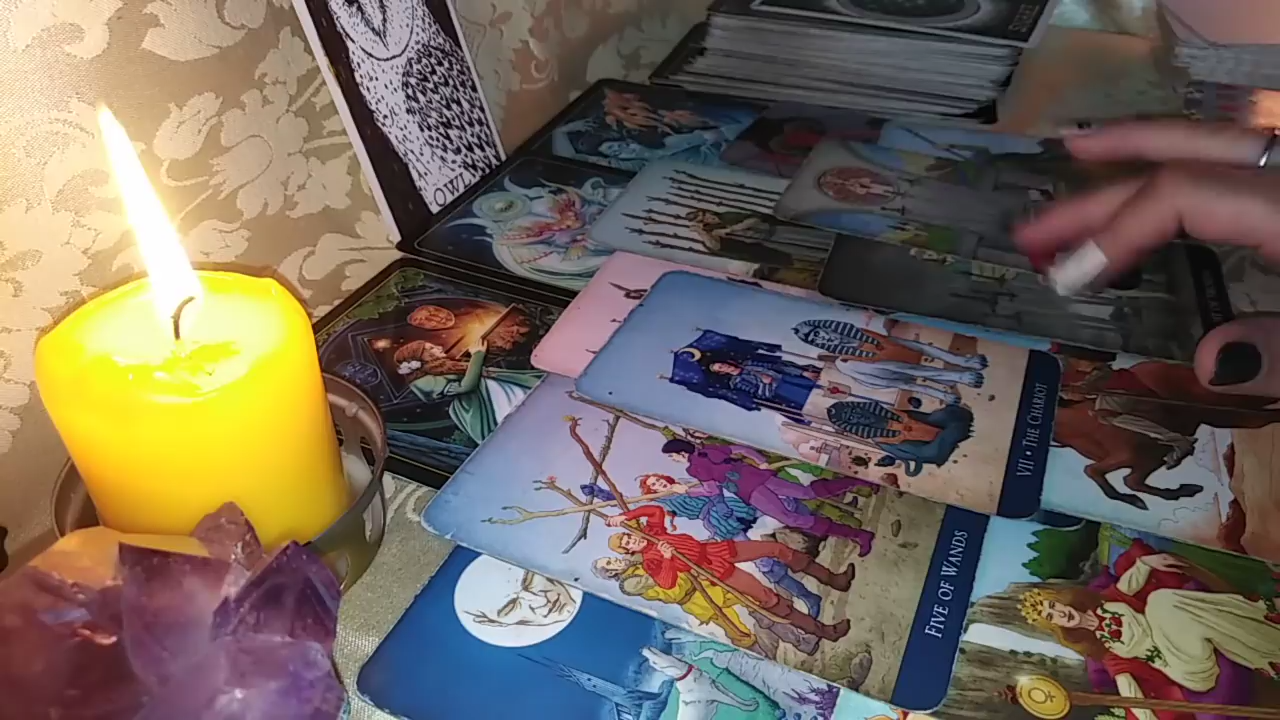 OWL
VII • THE CHARIOT
FIVE OF WANDS